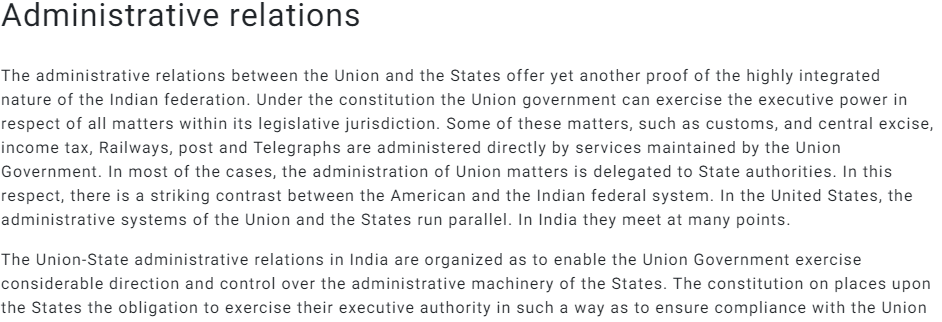 Administrative relations
The administrative relations between the Union and the States offer yet another proof of the highly integrated
nature of the Indian federation. Under the constitution the Union government can exercise the executive power in
respect of all matters within its legislative jurisdiction. Some of these matters, such as customs, and central excise,
income tax, Railways, post and Telegraphs are administered directly by services maintained by the Union
Government. In most of the cases, the administration of Union matters is delegated to State authorities. In this
respect, there is a striking contrast between the American and the Indian federal system. In the United States, the
administrative systems of the Union and the States run parallel. In India they meet at many points.
The Union-State administrative relations in India are organized as to enable the Union Government exercise
considerable direction and control over the administrative machinery of the States. The constitution on places upon
the States the obligation to exercise their executive authority in such a way as to ensure compliance with the Union